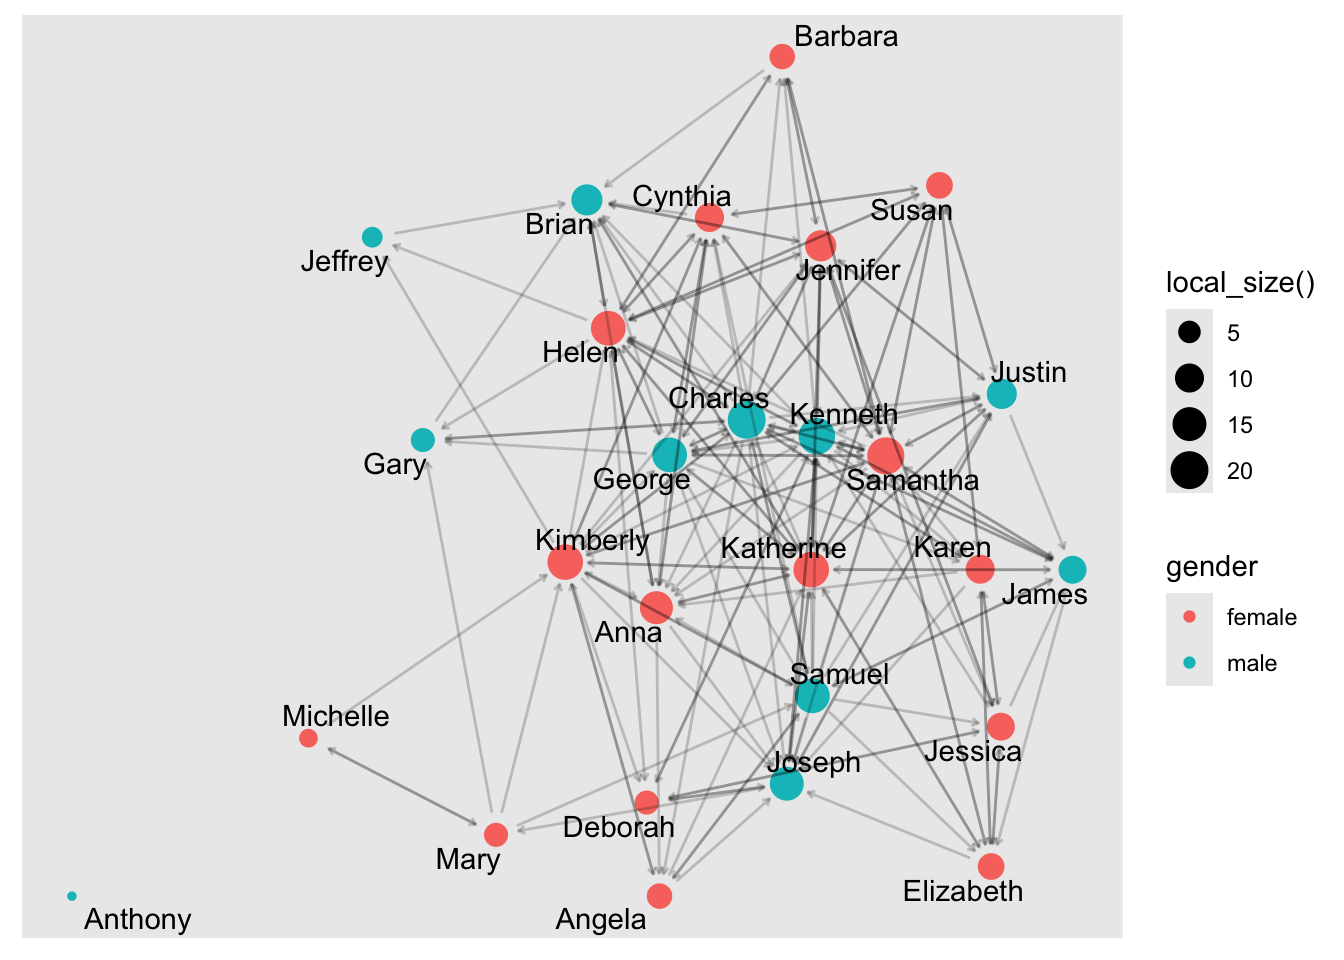 Barbara
Cynthia
Susan
Brian
Jeffrey
Jennifer
Helen
Justin
Charles
Kenneth
Gary
George
Samantha
Kimberly
Katherine
Karen
James
Anna
Samuel
Michelle
Jessica
Joseph
Deborah
Mary
Elizabeth
Anthony
Angela
local_size()
5
10
15
20
gender
female
male